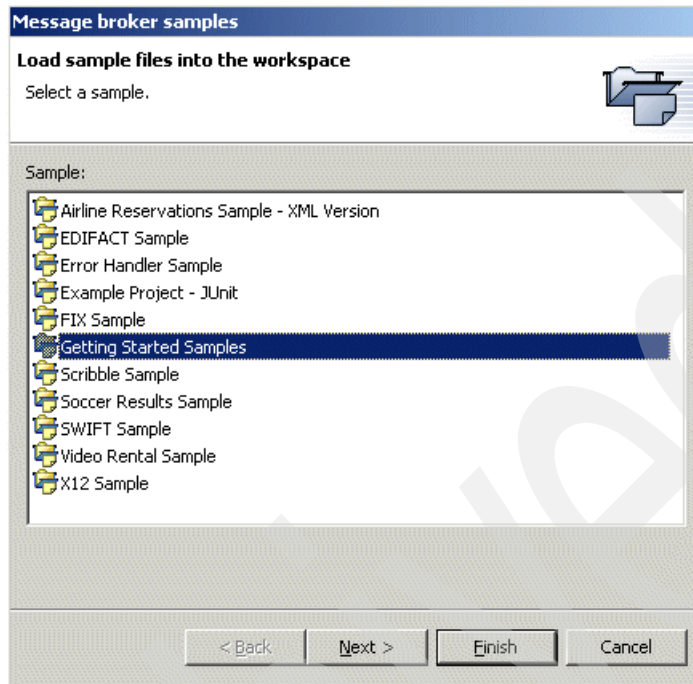 Message broker samples
Load sample files into the workspace
Select a sample.
Sample:
Airline Reservations Sample - XML Version
EDIFACT Sample
Error Handler Sample
Example Project - JUnit
FIX Sample
Getting Started Samples
Scribble Sample
Soccer Results Sample
SWIFT Sample
Video Rental Sample
X12 Sample
< Back Next > Finish Cancel